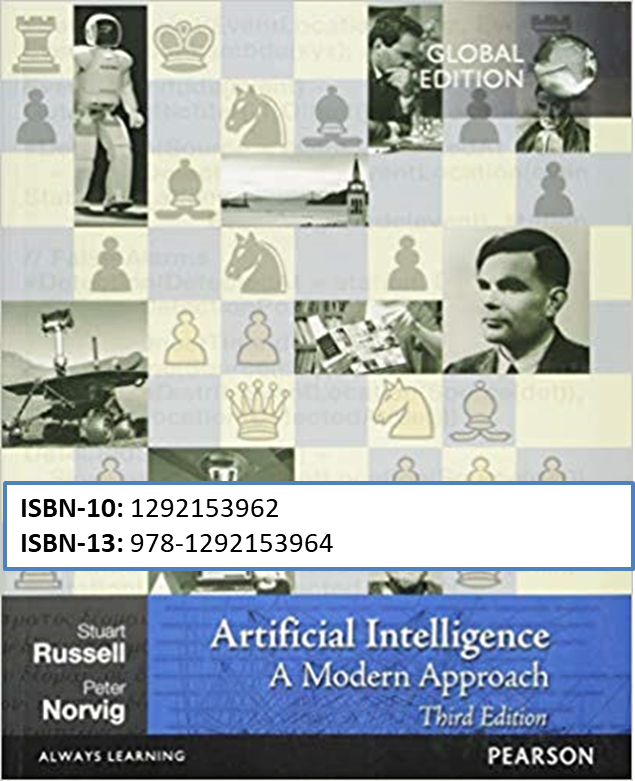 GLOBAL
EDITION
ISBN-10: 1292153962
ISBN-13: 978-1292153964
Stuart
Russell
Peter
Norvig
Artificial Intelligence
A Modern Approach
Third Edition
ALWAYS LEARNING
PEARSON